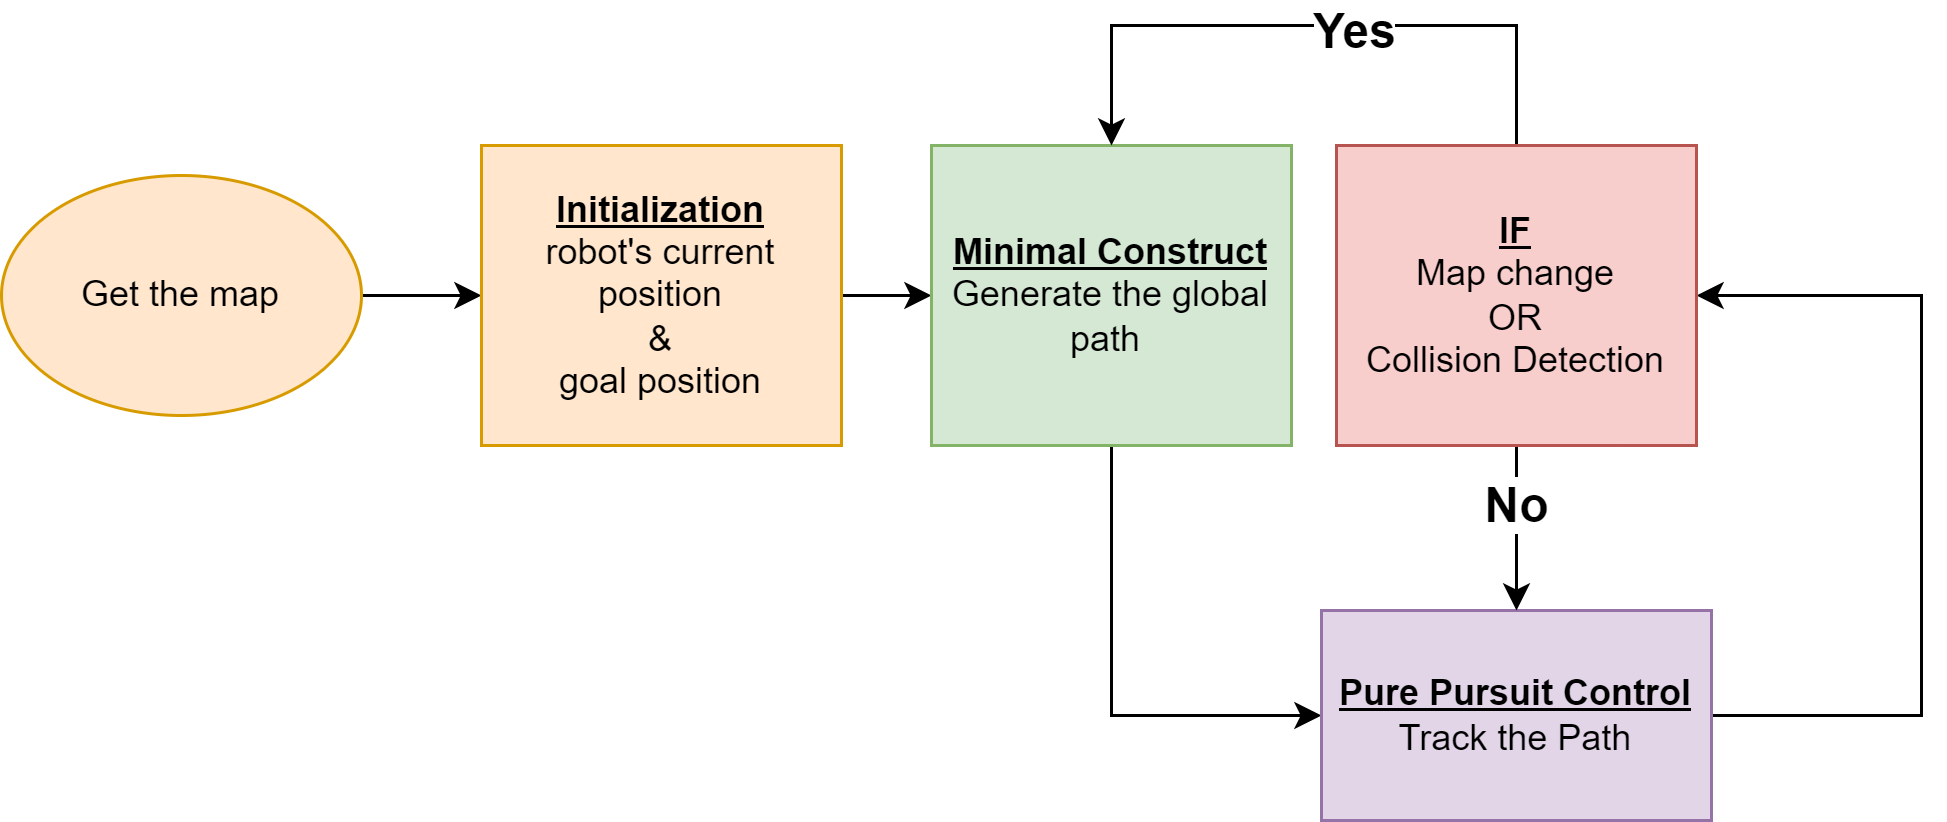 Yes
Get the map
Initialization
robot's current
position
&
goal position
Minimal Construct
Generate the global
path
IF
Map change
OR
Collision Detection
No
Pure Pursuit Control
Track the Path